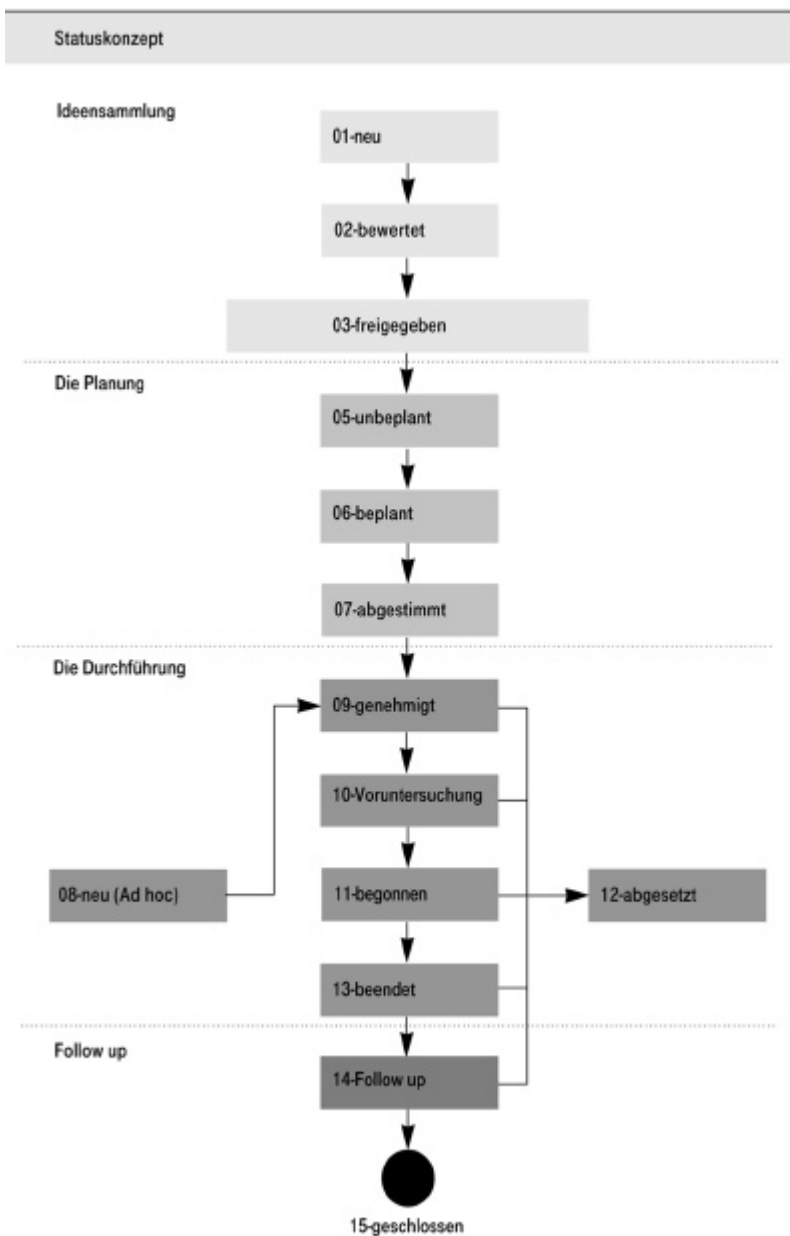 Statuskonzept
Ideensammlung
01-neu
02-bewertet
03-freigegeben
Die Planung
05-unbeplant
06-beplant
07-abgestimmt
Die Durchführung
09-genehmigt
10-Voruntersuchung
08-neu (Ad hoc)
11-begonnen
12-abgesetzt
13-beendet
Follow up
14-Follow up
15-geschlossen